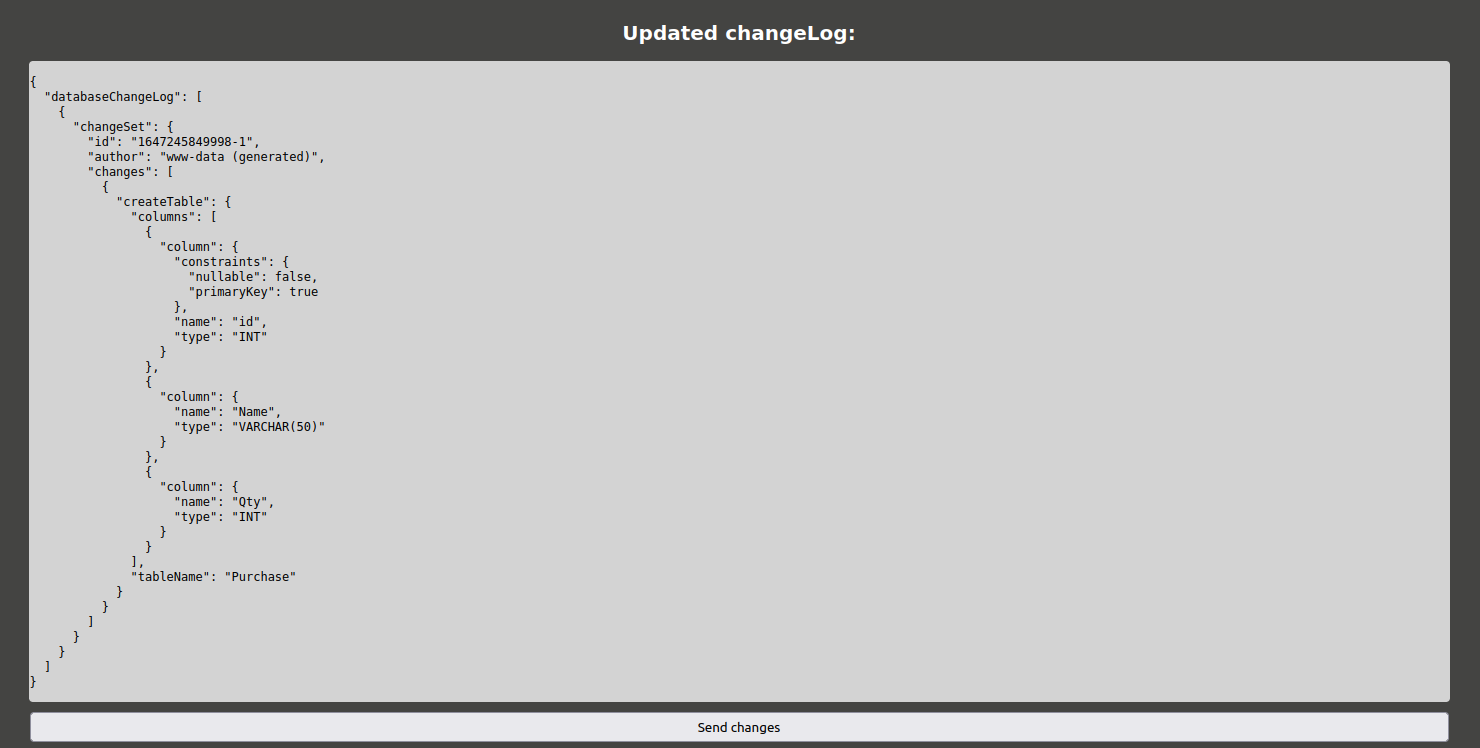 Updated changeLog:
{
  "databaseChangeLog": [
    {
      "changeSet": {
        "id": "1647245849998-1",
        "author": "www-data (generated)",
        "changes": [
          {
            "createTable": {
              "columns": [
                {
                  "column": {
                    "constraints": {
                      "nullable": false,
                      "primaryKey": true
                    },
                    "name": "id",
                    "type": "INT"
                  }
                },
                {
                  "column": {
                    "name": "Name",
                    "type": "VARCHAR(50)"
                  }
                },
                {
                  "column": {
                    "name": "Qty",
                    "type": "INT"
                  }
                }
              ],
              "tableName": "Purchase"
            }
          }
        ]
      }
    }
  ]
}
Send changes